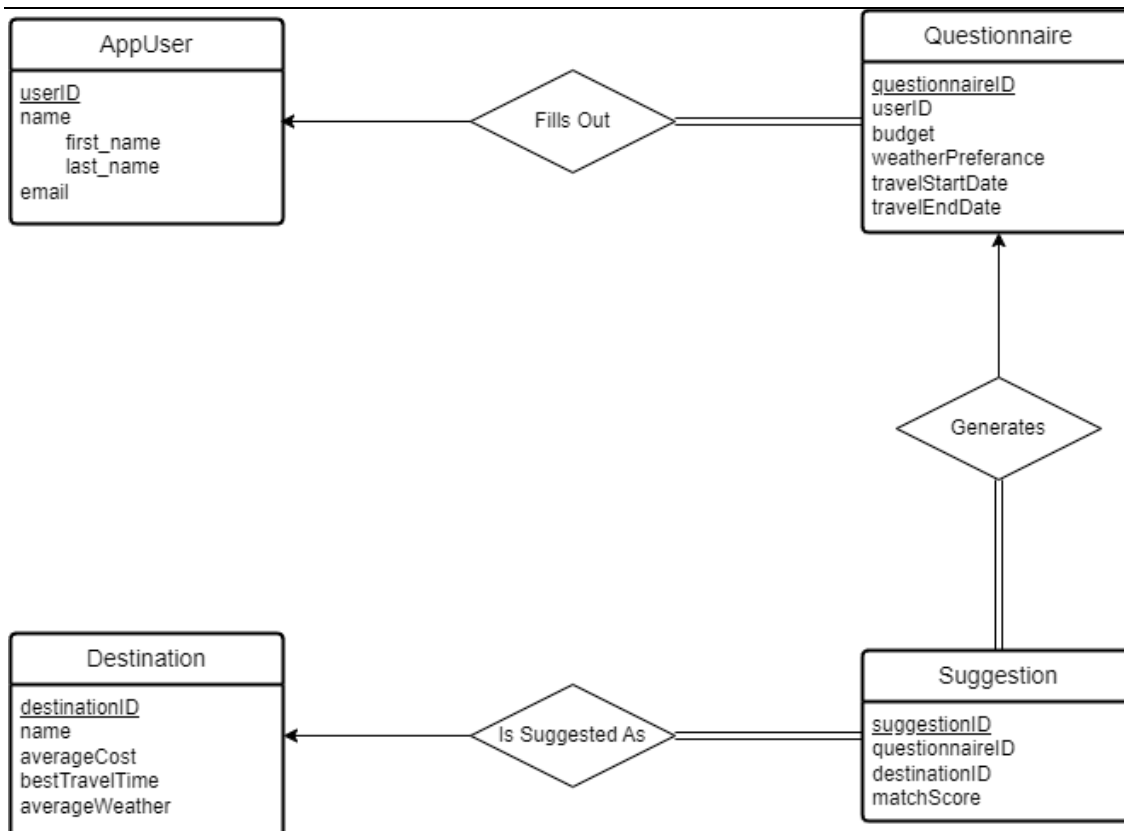 AppUser
userID
name
first_name
last_name
email
Fills Out
Questionnaire
questionnaireID
userID
budget
weatherPreferance
travelStartDate
travelEndDate
Generates
Destination
destinationID
name
averageCost
bestTravelTime
averageWeather
Is Suggested As
Suggestion
suggestionID
questionnaireID
destinationID
matchScore